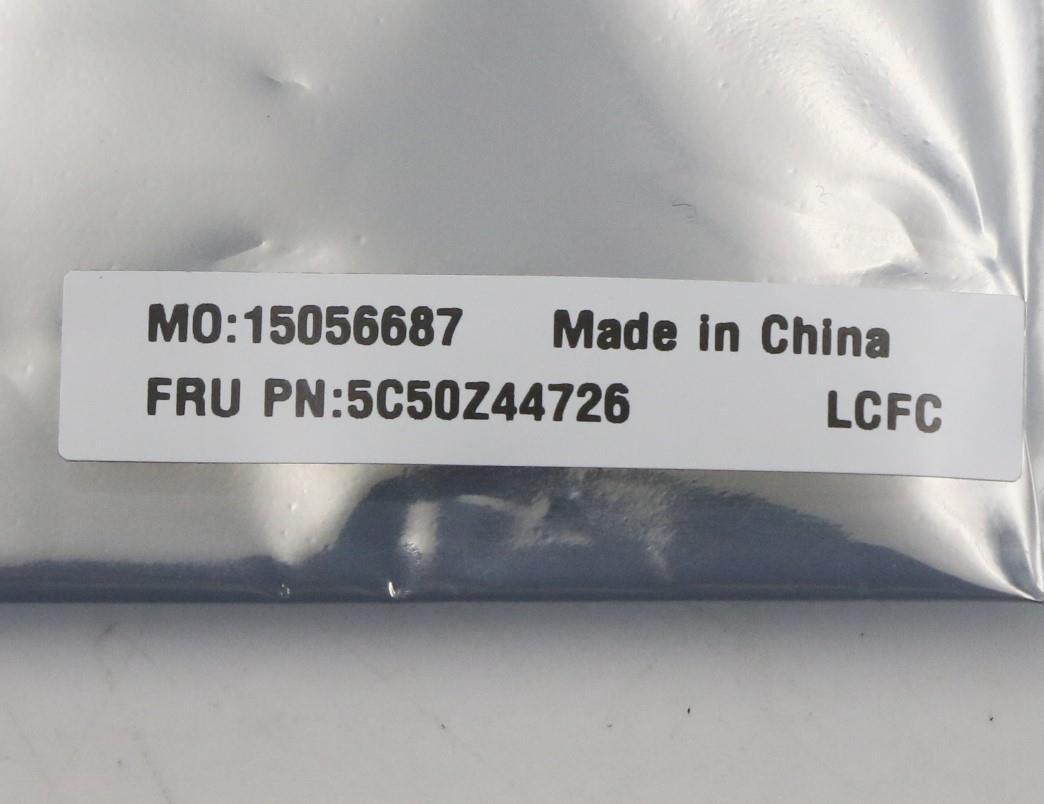 MO:15056687 Made in China
FRU PN:5C50Z44726 LCFC